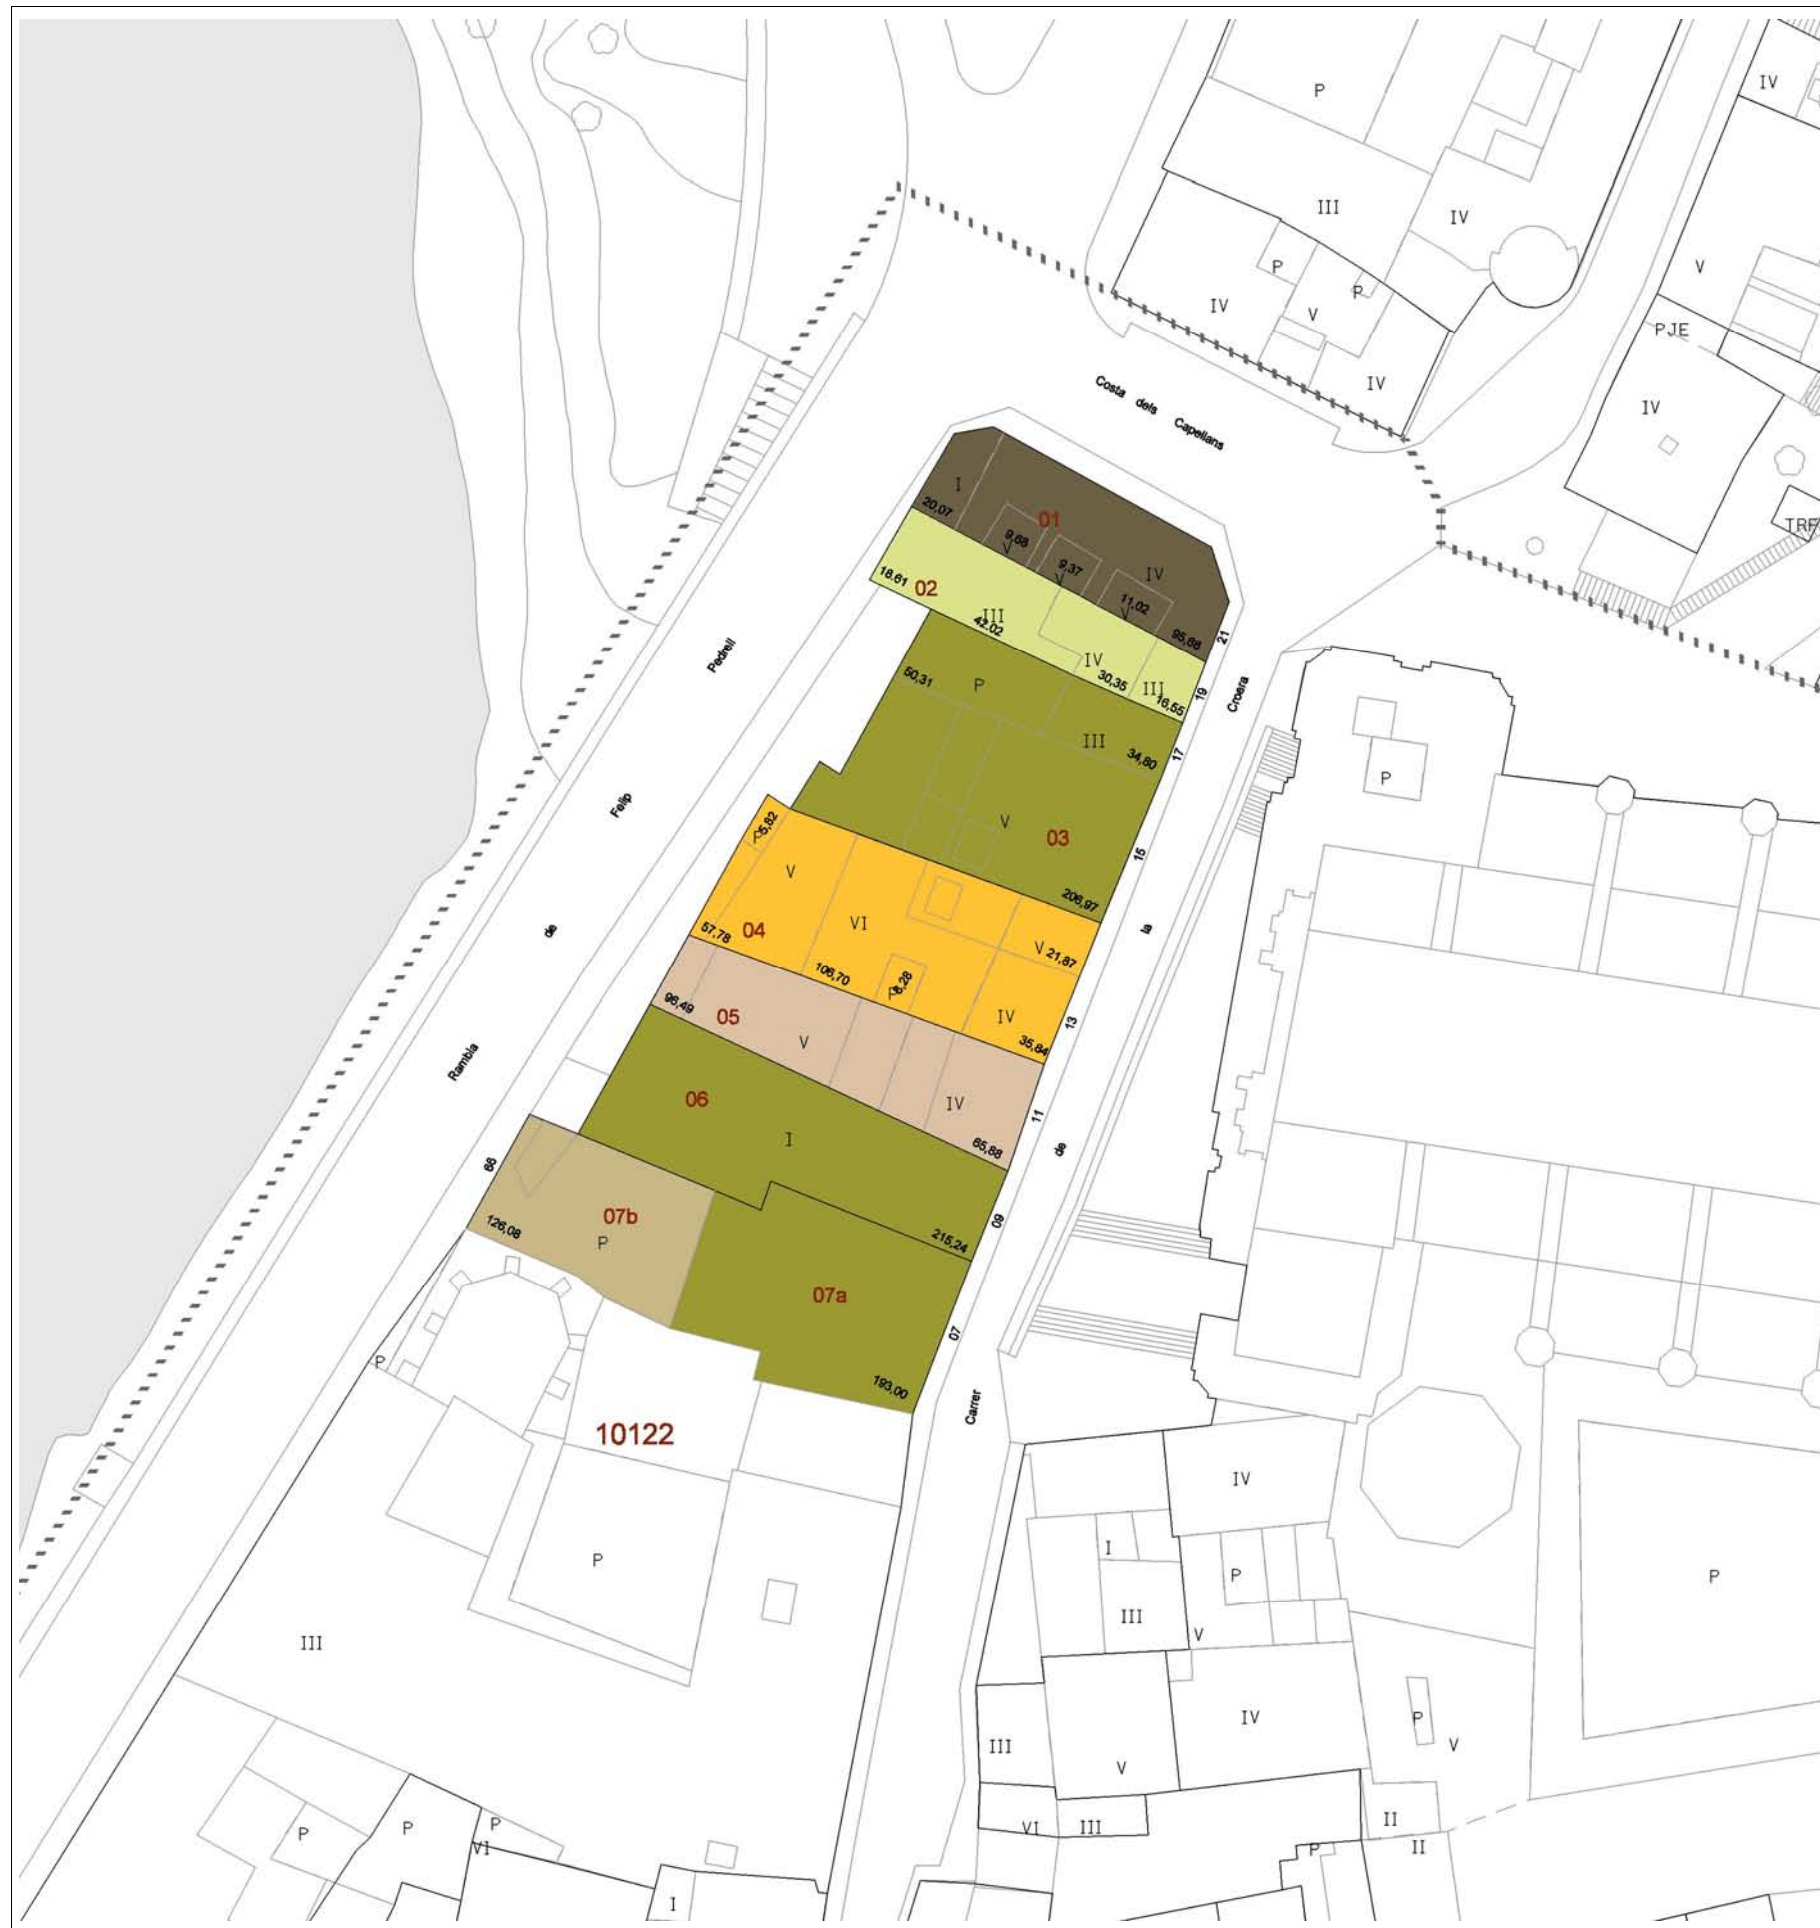 IV
P
III
IV
V
P
P
IV
V
PJE
IV
IV
Costa dels Capellans
I
01
20,07
9,68
V
9,37
V
IV
11,02
V
95,68
21
TRF
02
18.61
III
42.02
IV
30,35
III
16,55
19
Croera
Pedrell
P
50,31
III
34,80
17
P
Felip
5,82
P
V
03
15
V
206,97
04
57,78
VI
106,70
V
21,87
la
de
8,28
P
IV
35,84
13
96,49
05
V
IV
65,88
11
Rambla
06
I
de
66
07b
126,08
P
215,24
09
07a
07
193,00
P
Carrer
10122
IV
I
P
P
P
III
V
III
IV
P
V
III
V
P
P
P
VI
VI
III
II
II
P
I